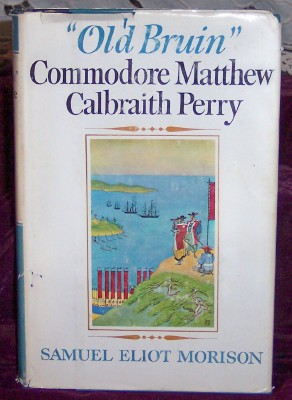 "Old Bruin"
Commodore Matthew
Calbraith Perry
SAMUEL ELIOT MORISON